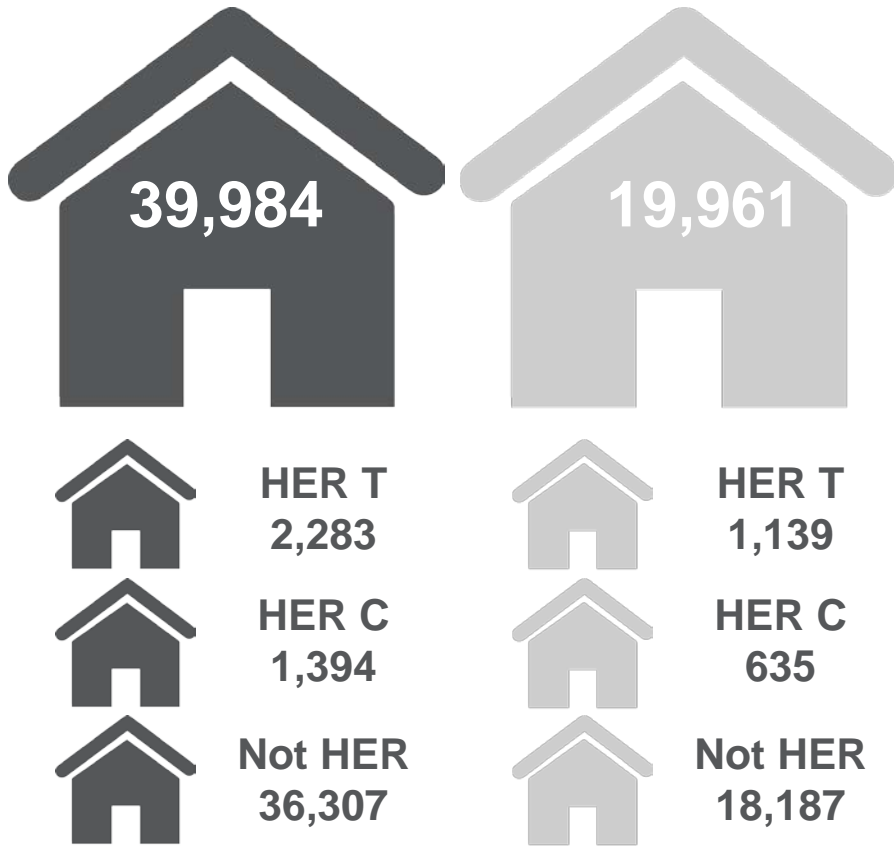 39,984
19,961
HER T
2,283
HER T
1,139
HER C
1,394
HER C
635
Not HER
36,307
Not HER
18,187